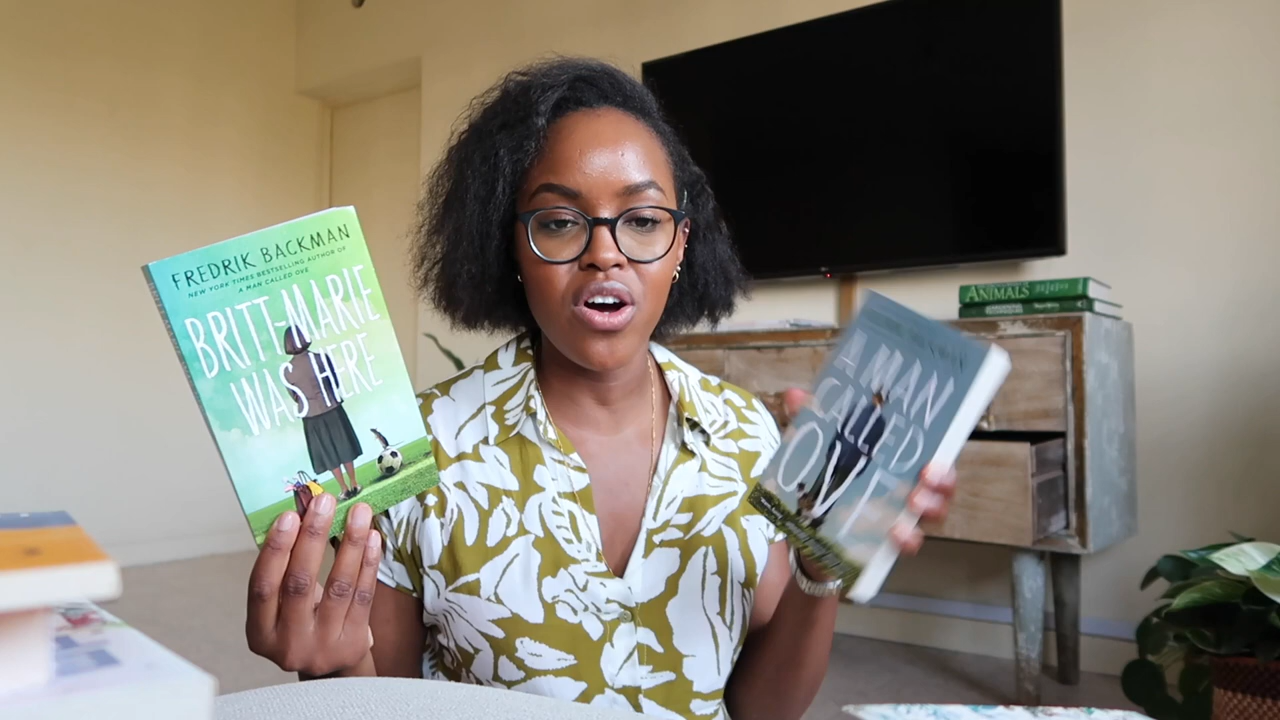 FREDRIK BACKMAN
NEW YORK TIMES BESTSELLING AUTHOR OF
A MAN CALLED OVE
BRITT-MARIE
WAS HERE
A MAN
CALLED
OVE
ANIMALS